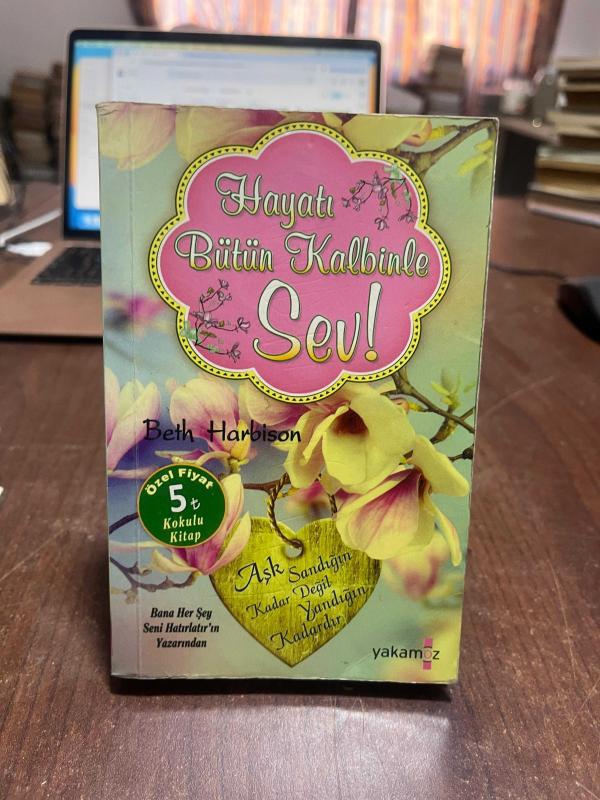 Hayatı
Bütün Kalbinle
Sev!
Beth Harbison
Özel Fiyat
5 ₺
Kokulu
Kitap
Aşk Sandığın
Kadar Değil
Yandığın
Kadardır
Bana Her Şey
Seni Hatırlatır'ın
Yazarından
yakamoz